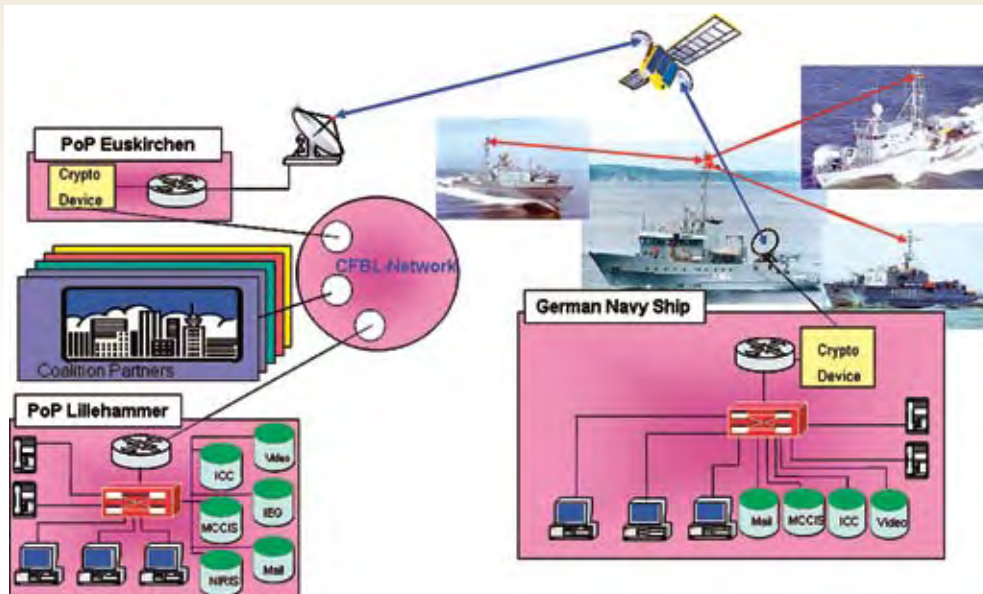 PoP Euskirchen
Crypto
Device
CFBL-Network
Coalition Partners
PoP Lillehammer
Video
ICC
IEG
MCCIS
Mail
NIRIS
German Navy Ship
Crypto
Device
Mail
MCCIS
ICC
Video